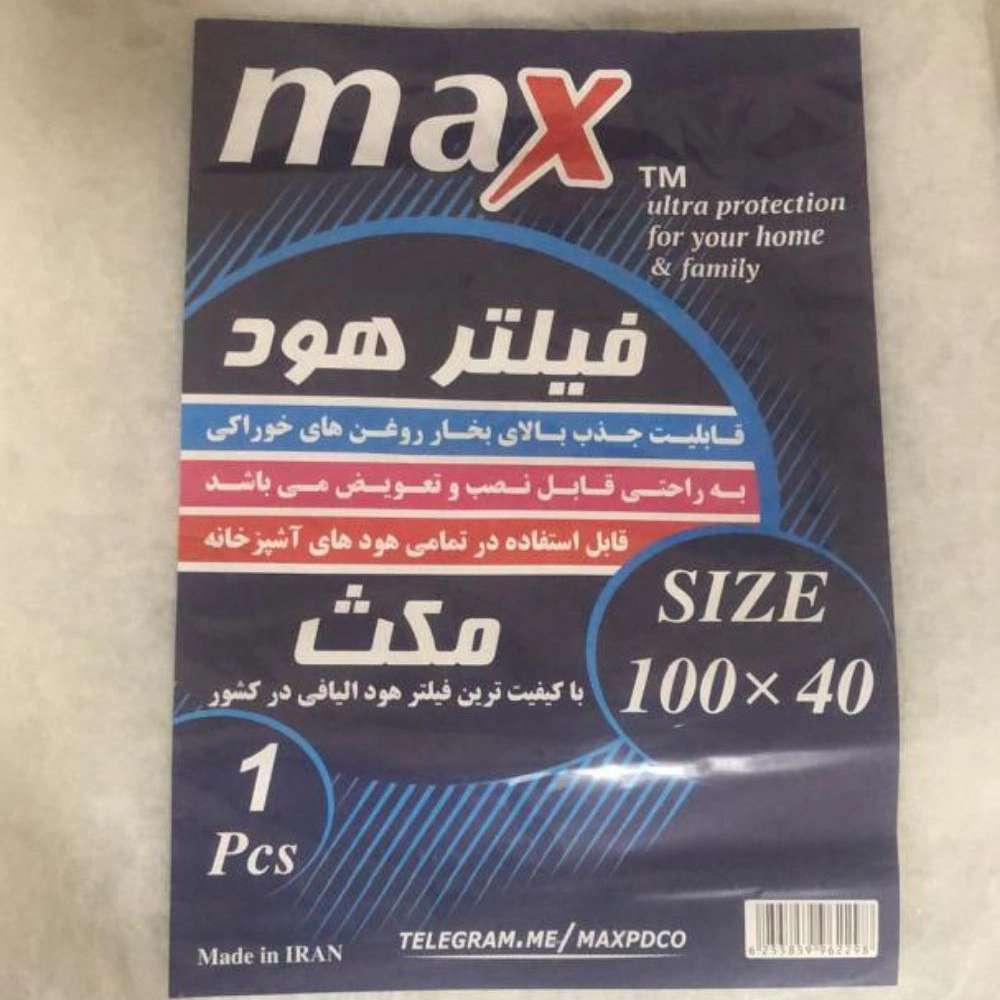 max
TM
ultra protection
for your home
& family
فیلتر هود
قابلیت جذب بالای بخار روغن های خوراکی
به راحتی قابل نصب و تعویض می باشد
قابل استفاده در تمامی هود های آشپزخانه
SIZE
100 × 40
مکث
با کیفیت ترین فیلتر هود الیافی در کشور
1
Pcs
Made in IRAN
TELEGRAM.ME/MAXPDCO